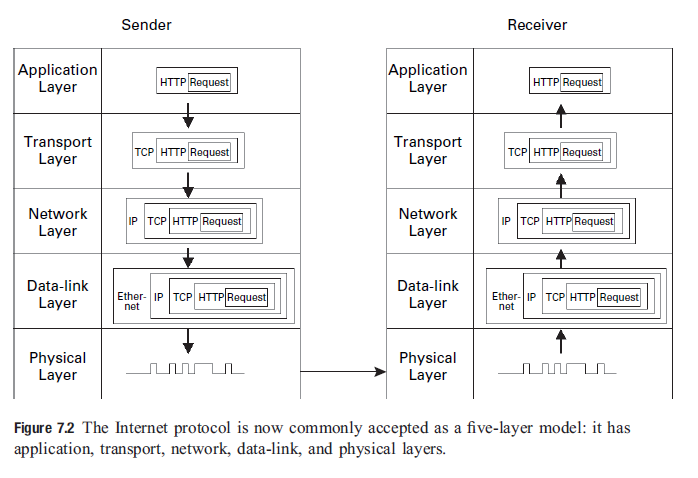 Sender
Receiver
Application
Layer
HTTP Request
Application
Layer
HTTP Request
Transport
Layer
TCP HTTP Request
Transport
Layer
TCP HTTP Request
Network
Layer
IP TCP HTTP Request
Network
Layer
IP TCP HTTP Request
Data-link
Layer
Ether-
net
IP TCP HTTP Request
Data-link
Layer
Ether-
net
IP TCP HTTP Request
Physical
Layer
Physical
Layer
Figure 7.2 The Internet protocol is now commonly accepted as a five-layer model: it has
application, transport, network, data-link, and physical layers.